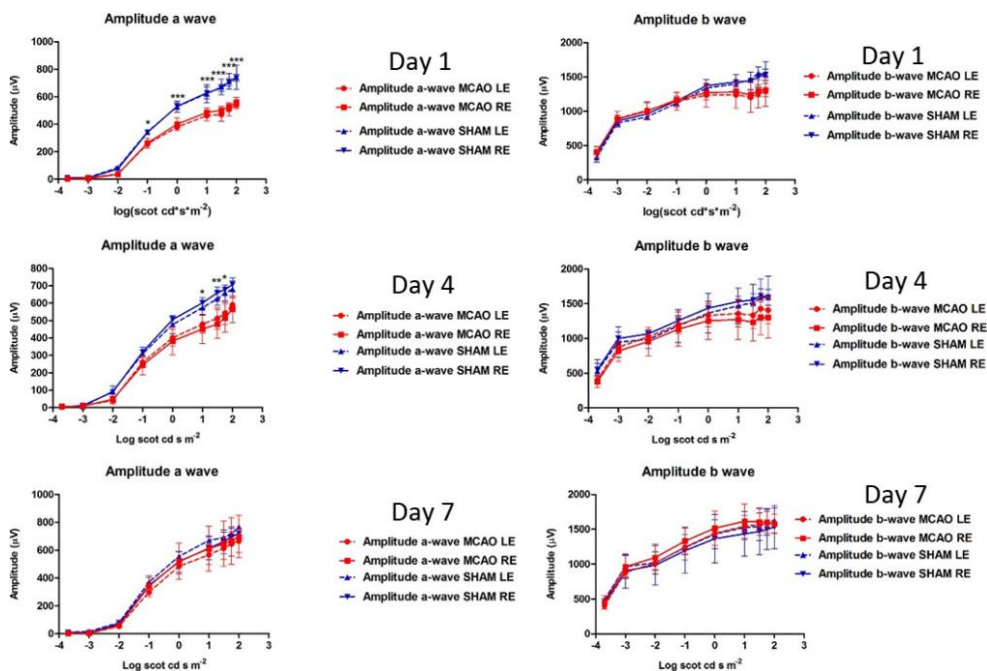 Amplitude a wave
1000
800
600
400
200
0
Amplitude (μV)
* *** *** *** *** ***
-4 -3 -2 -1 0 1 2 3
log(scot cd*s*m-2)
Day 1
Amplitude a-wave MCAO LE
Amplitude a-wave MCAO RE
Amplitude a-wave SHAM LE
Amplitude a-wave SHAM RE
Amplitude b wave
2000
1500
1000
500
0
Amplitude (μV)
-4 -3 -2 -1 0 1 2 3
log(scot cd*s*m-2)
Day 1
Amplitude b-wave MCAO LE
Amplitude b-wave MCAO RE
Amplitude b-wave SHAM LE
Amplitude b-wave SHAM RE
Amplitude a wave
800
700
600
500
400
300
200
100
0
Amplitude (μV)
* ** *
-4 -3 -2 -1 0 1 2 3
Log scot cd s m-2
Day 4
Amplitude a-wave MCAO LE
Amplitude a-wave MCAO RE
Amplitude a-wave SHAM LE
Amplitude a-wave SHAM RE
Amplitude b wave
2000
1500
1000
500
0
Amplitude (μV)
-4 -3 -2 -1 0 1 2 3
Log scot cd s m-2
Day 4
Amplitude b-wave MCAO LE
Amplitude b-wave MCAO RE
Amplitude b-wave SHAM LE
Amplitude b-wave SHAM RE
Amplitude a wave
1000
800
600
400
200
0
Amplitude (μV)
-4 -3 -2 -1 0 1 2 3
Log scot cd s m-2
Day 7
Amplitude a-wave MCAO LE
Amplitude a-wave MCAO RE
Amplitude a-wave SHAM LE
Amplitude a-wave SHAM RE
Amplitude b wave
2000
1500
1000
500
0
Amplitude (μV)
-4 -3 -2 -1 0 1 2 3
Log scot cd s m-2
Day 7
Amplitude b-wave MCAO LE
Amplitude b-wave MCAO RE
Amplitude b-wave SHAM LE
Amplitude b-wave SHAM RE